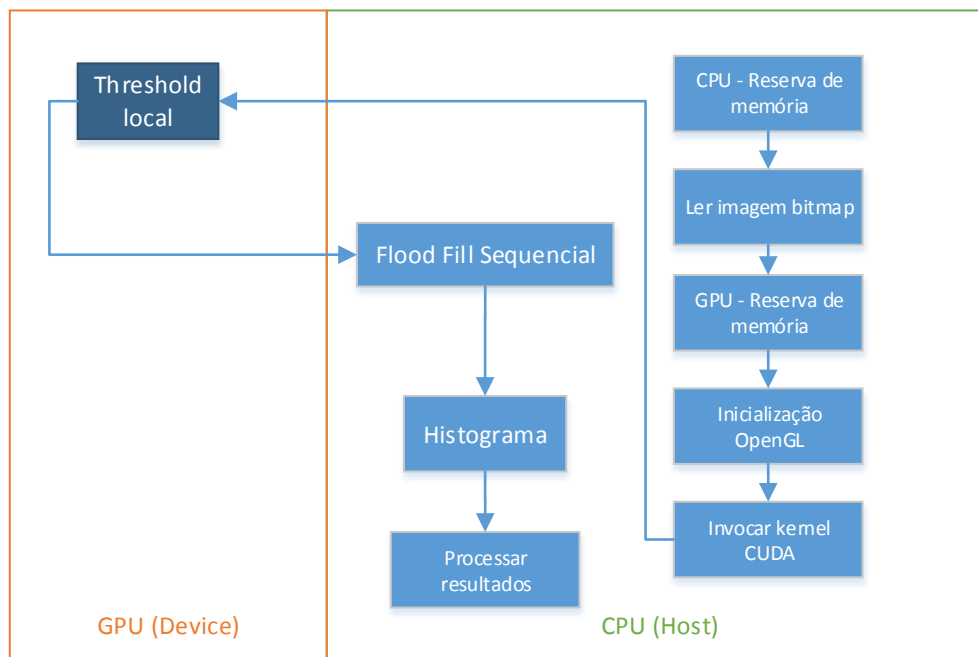 Threshold
local
CPU - Reserva de
memória
Ler imagem bitmap
Flood Fill Sequencial
GPU - Reserva de
memória
Inicialização
OpenGL
Histograma
Invocar kernel
CUDA
Processar
resultados
GPU (Device)
CPU (Host)